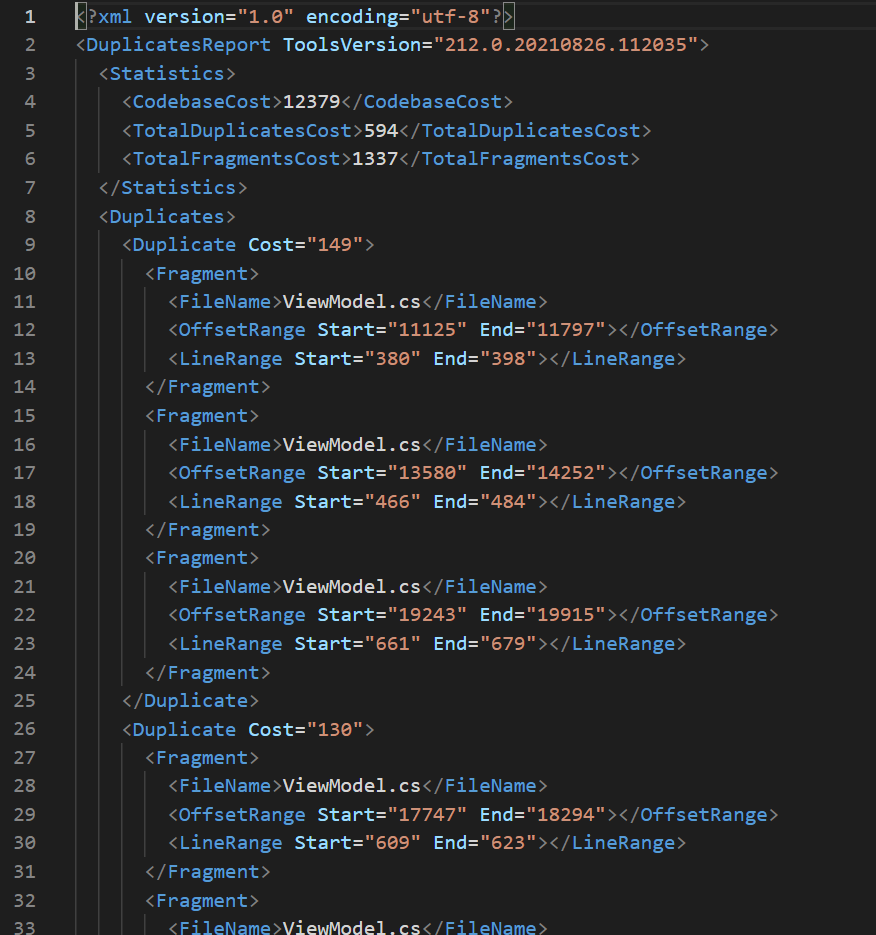 1 <?xml version="1.0" encoding="utf-8"?>
2 <DuplicatesReport ToolsVersion="212.0.20210826.112035">
3 <Statistics>
4 <CodebaseCost>12379</CodebaseCost>
5 <TotalDuplicatesCost>594</TotalDuplicatesCost>
6 <TotalFragmentsCost>1337</TotalFragmentsCost>
7 </Statistics>
8 <Duplicates>
9 <Duplicate Cost="149">
10 <Fragment>
11 <FileName>ViewModel.cs</FileName>
12 <OffsetRange Start="11125" End="11797"></OffsetRange>
13 <LineRange Start="380" End="398"></LineRange>
14 </Fragment>
15 <Fragment>
16 <FileName>ViewModel.cs</FileName>
17 <OffsetRange Start="13580" End="14252"></OffsetRange>
18 <LineRange Start="466" End="484"></LineRange>
19 </Fragment>
20 <Fragment>
21 <FileName>ViewModel.cs</FileName>
22 <OffsetRange Start="19243" End="19915"></OffsetRange>
23 <LineRange Start="661" End="679"></LineRange>
24 </Fragment>
25 </Duplicate>
26 <Duplicate Cost="130">
27 <Fragment>
28 <FileName>ViewModel.cs</FileName>
29 <OffsetRange Start="17747" End="18294"></OffsetRange>
30 <LineRange Start="609" End="623"></LineRange>
31 </Fragment>
32 <Fragment>
33 <FileName>ViewModel.cs</FileName>